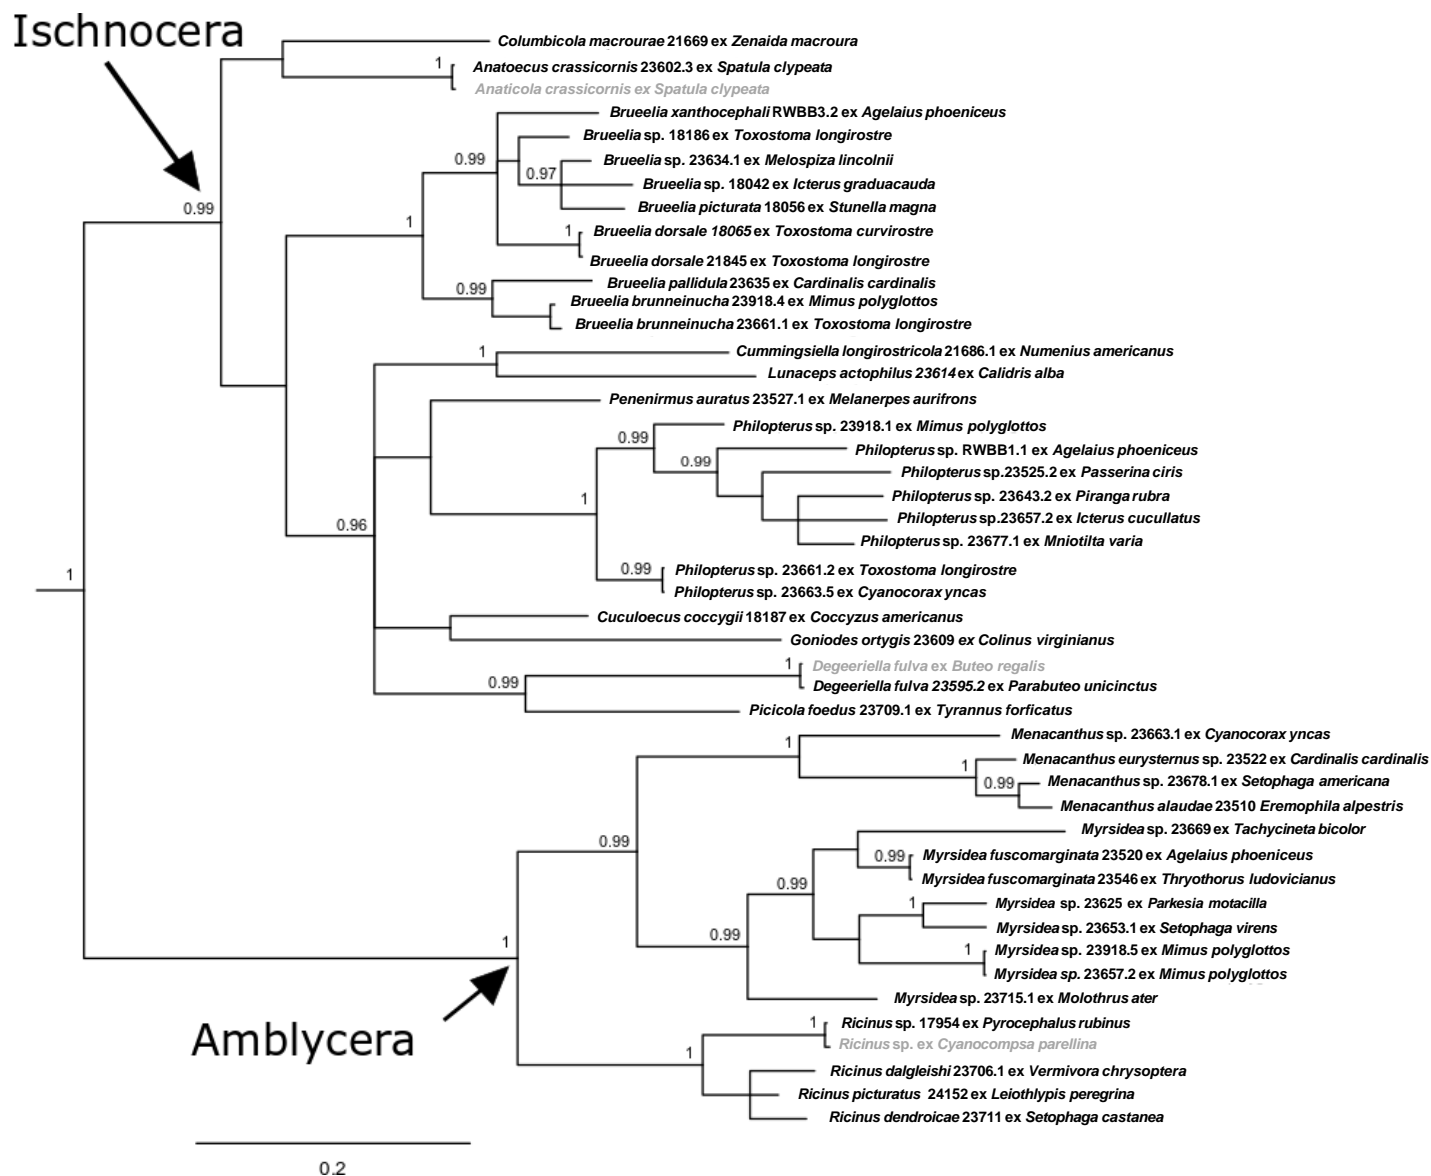 Ischnocera
Columbicola macrourae 21669 ex Zenaida macroura
1
Anatoecus crassicornis 23602.3 ex Spatula clypeata
Anaticola crassicornis ex Spatula clypeata
Brueelia xanthocephali RWBB3.2 ex Agelaius phoeniceus
Brueelia sp. 18186 ex Toxostoma longirostre
0.99
Brueelia sp. 23634.1 ex Melospiza lincolnii
0.97
Brueelia sp. 18042 ex Icterus graduacauda
0.99
Brueelia picturata 18056 ex Stunella magna
1
1
Brueelia dorsale 18065 ex Toxostoma curvirostre
Brueelia dorsale 21845 ex Toxostoma longirostre
0.99
Brueelia pallidula 23635 ex Cardinalis cardinalis
Brueelia brunneinucha 23918.4 ex Mimus polyglottos
Brueelia brunneinucha 23661.1 ex Toxostoma longirostre
1
Cummingsiella longirostricola 21686.1 ex Numenius americanus
Lunaceps actophilus 23614 ex Calidris alba
Penenirmus auratus 23527.1 ex Melanerpes aurifrons
0.99
Philopterus sp. 23918.1 ex Mimus polyglottos
0.99
Philopterus sp. RWBB1.1 ex Agelaius phoeniceus
Philopterus sp.23525.2 ex Passerina ciris
1
Philopterus sp. 23643.2 ex Piranga rubra
0.96
Philopterus sp.23657.2 ex Icterus cucullatus
Philopterus sp. 23677.1 ex Mniotilta varia
1
0.99
Philopterus sp. 23661.2 ex Toxostoma longirostre
Philopterus sp. 23663.5 ex Cyanocorax yncas
Cuculoecus coccygii 18187 ex Coccyzus americanus
Goniodes ortygis 23609 ex Colinus virginianus
1
Degeeriella fulva ex Buteo regalis
0.99
Degeeriella fulva 23595.2 ex Parabuteo unicinctus
Picicola foedus 23709.1 ex Tyrannus forficatus
1
Menacanthus sp. 23663.1 ex Cyanocorax yncas
1
Menacanthus eurysternus sp. 23522 ex Cardinalis cardinalis
0.99
Menacanthus sp. 23678.1 ex Setophaga americana
Menacanthus alaudae 23510 Eremophila alpestris
0.99
Myrsidea sp. 23669 ex Tachycineta bicolor
0.99
Myrsidea fuscomarginata 23520 ex Agelaius phoeniceus
0.99
Myrsidea fuscomarginata 23546 ex Thryothorus ludovicianus
1
Myrsidea sp. 23625 ex Parkesia motacilla
0.99
Myrsidea sp. 23653.1 ex Setophaga virens
1
1
Myrsidea sp. 23918.5 ex Mimus polyglottos
Myrsidea sp. 23657.2 ex Mimus polyglottos
Myrsidea sp. 23715.1 ex Molothrus ater
Amblycera
1
Ricinus sp. 17954 ex Pyrocephalus rubinus
1
Ricinus sp. ex Cyanocompsa parellina
Ricinus dalgleishi 23706.1 ex Vermivora chrysoptera
Ricinus picturatus 24152 ex Leiothlypis peregrina
Ricinus dendroicae 23711 ex Setophaga castanea
0.2